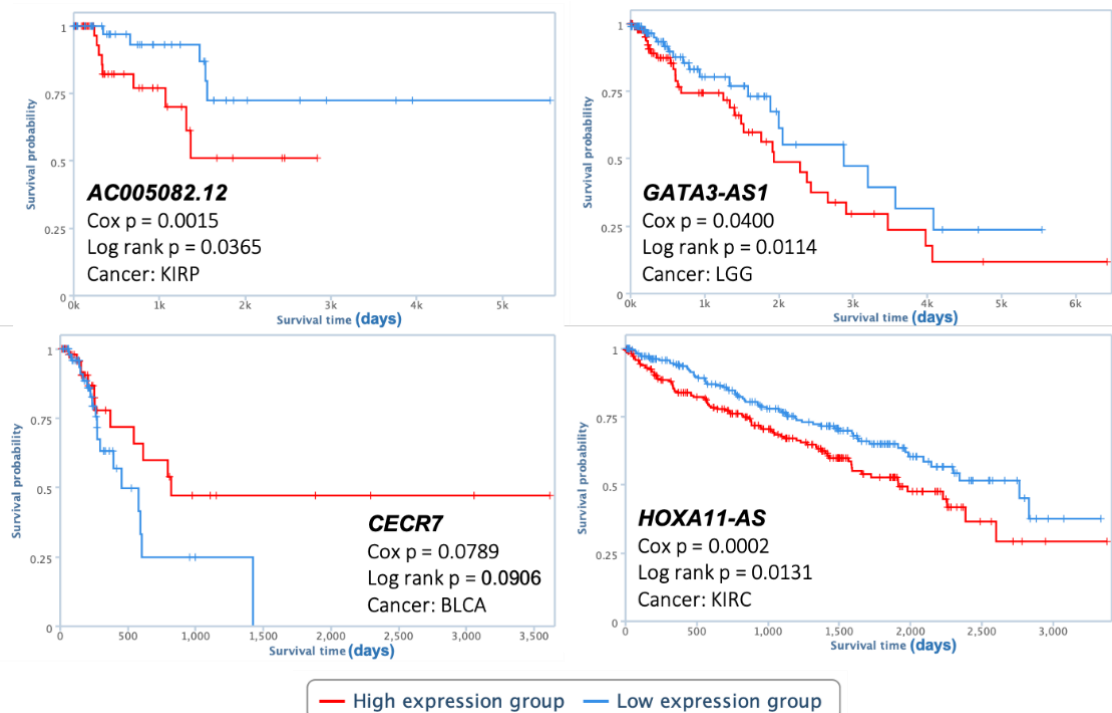 1
0.75
0.5
0.25
0
Survival probability
AC005082.12
Cox p = 0.0015
Log rank p = 0.0365
Cancer: KIRP
0k 1k 2k 3k 4k 5k
Survival time (days)
1
0.75
0.5
0.25
0
Survival probability
GATA3-AS1
Cox p = 0.0400
Log rank p = 0.0114
Cancer: LGG
0k 1k 2k 3k 4k 5k 6k
Survival time (days)
1
0.75
0.5
0.25
0
Survival probability
CECR7
Cox p = 0.0789
Log rank p = 0.0906
Cancer: BLCA
0 500 1,000 1,500 2,000 2,500 3,000 3,500
Survival time (days)
1
0.75
0.5
0.25
0
Survival probability
HOXA11-AS
Cox p = 0.0002
Log rank p = 0.0131
Cancer: KIRC
0 500 1,000 1,500 2,000 2,500 3,000
Survival time (days)
High expression group Low expression group